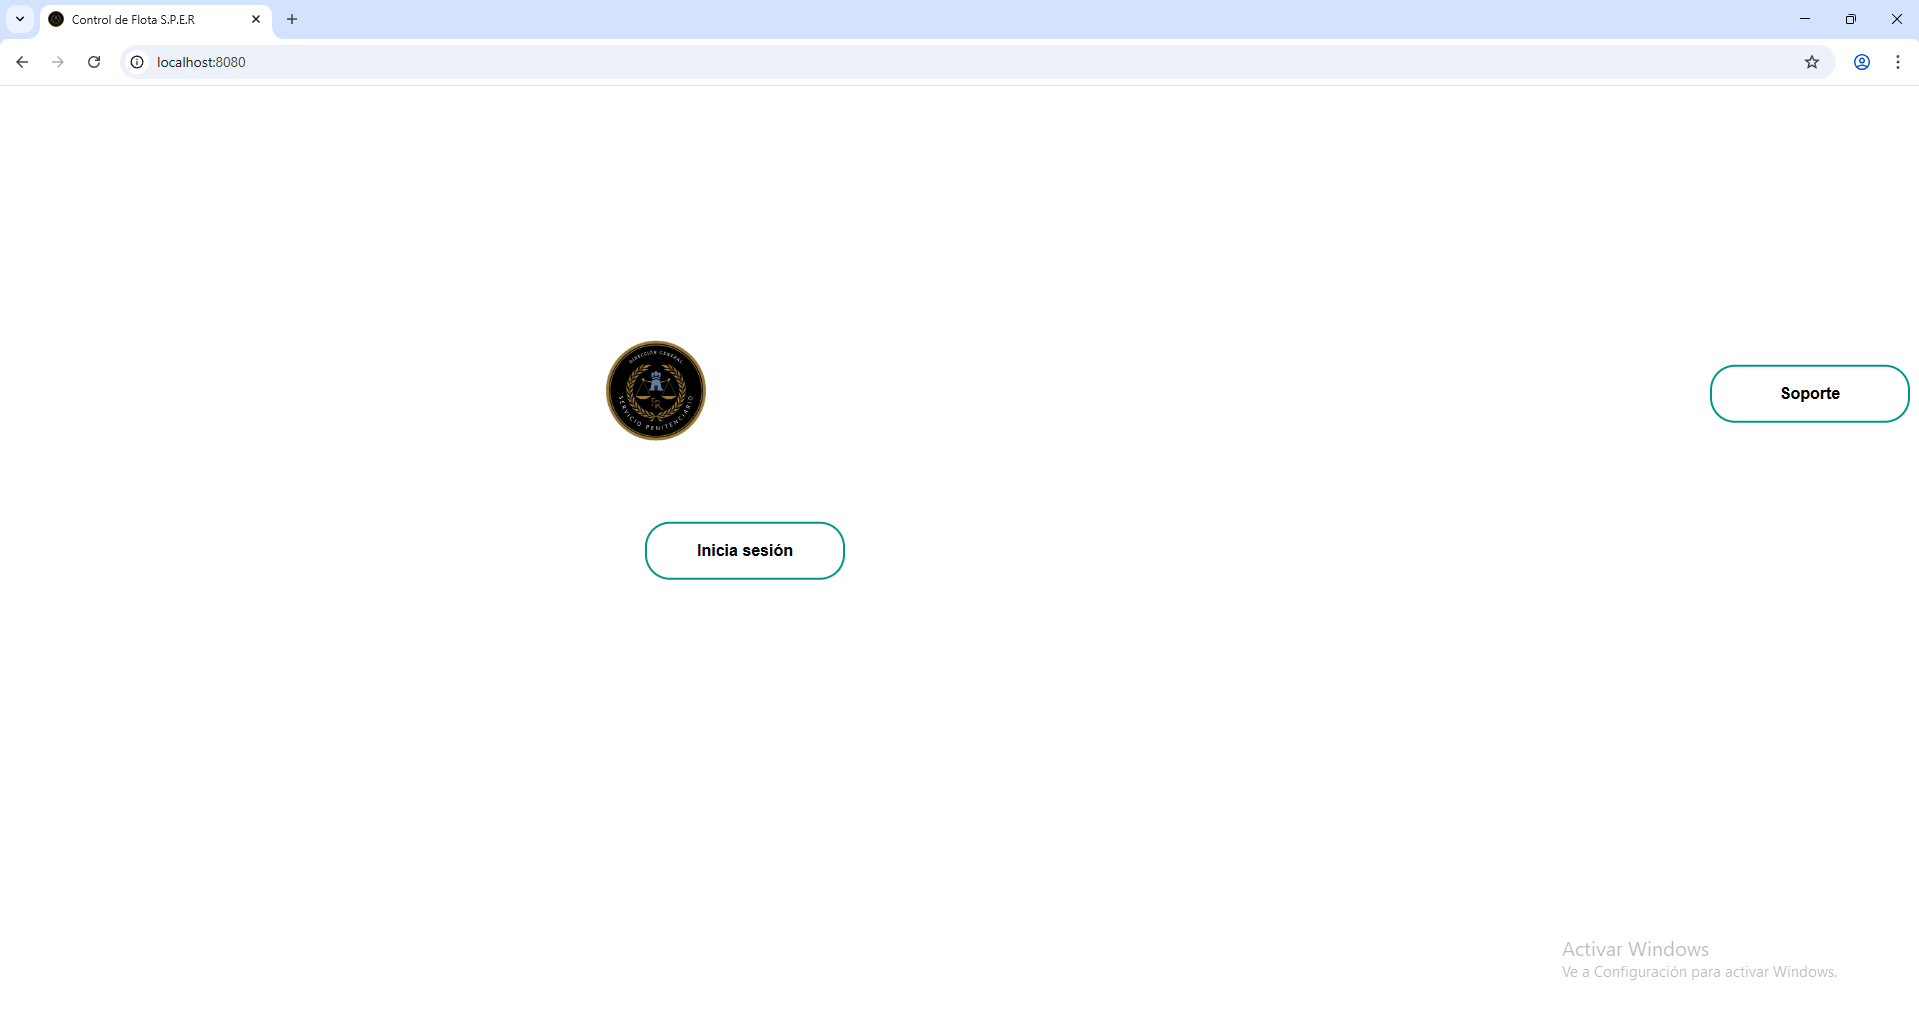 Control de Flota S.P.E.R
localhost:8080
DIRECCIÓN GENERAL
SERVICIO PENITENCIARIO
Soporte
Inicia sesión
Activar Windows
Ve a Configuración para activar Windows.